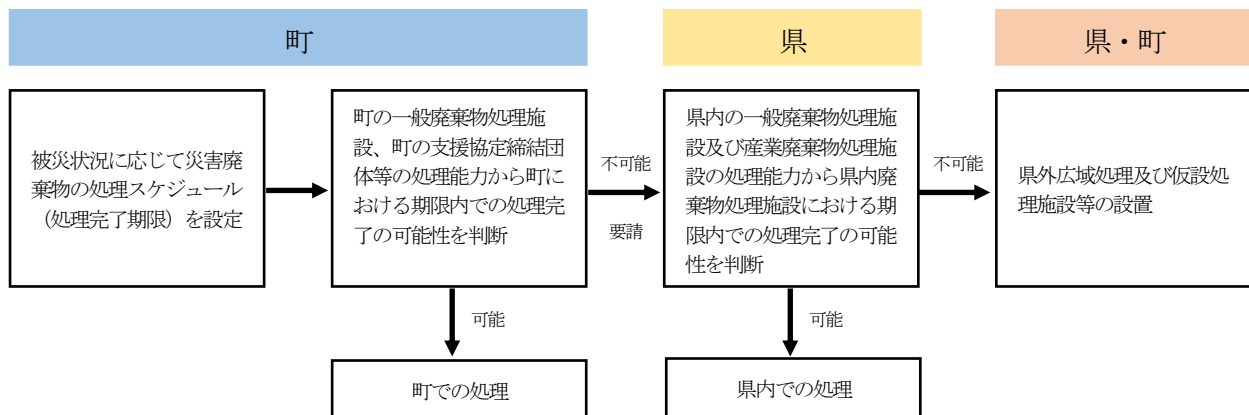 町
県
県・町
被災状況に応じて災害廃
棄物の処理スケジュール
（処理完了期限）を設定
町の一般廃棄物処理施
設、町の支援協定締結団
体等の処理能力から町に
おける期限内での処理完
了の可能性を判断
不可能
要請
県内の一般廃棄物処理施
設及び産業廃棄物処理施
設の処理能力から県内廃
棄物処理施設における期
限内での処理完了の可能
性を判断
不可能
県外広域処理及び仮設処
理施設等の設置
可能
可能
町での処理
県内での処理